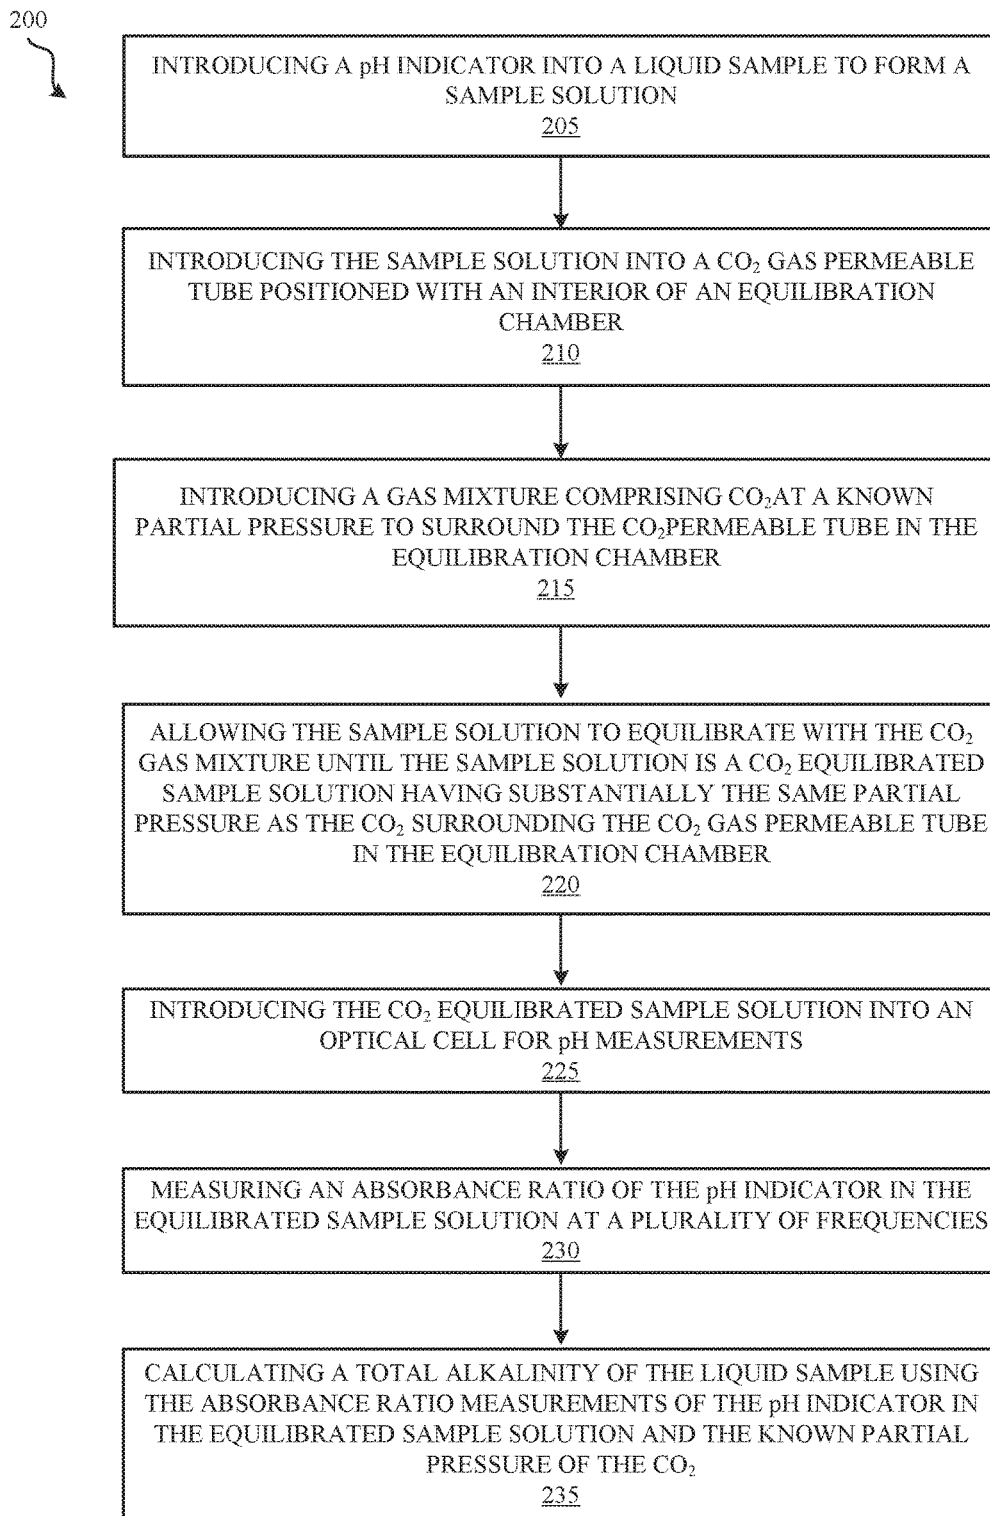 200
INTRODUCING A pH INDICATOR INTO A LIQUID SAMPLE TO FORM A
SAMPLE SOLUTION
205
INTRODUCING THE SAMPLE SOLUTION INTO A CO₂ GAS PERMEABLE
TUBE POSITIONED WITH AN INTERIOR OF AN EQUILIBRATION
CHAMBER
210
INTRODUCING A GAS MIXTURE COMPRISING CO₂AT A KNOWN
PARTIAL PRESSURE TO SURROUND THE CO₂PERMEABLE TUBE IN THE
EQUILIBRATION CHAMBER
215
ALLOWING THE SAMPLE SOLUTION TO EQUILIBRATE WITH THE CO₂
GAS MIXTURE UNTIL THE SAMPLE SOLUTION IS A CO₂ EQUILIBRATED
SAMPLE SOLUTION HAVING SUBSTANTIALLY THE SAME PARTIAL
PRESSURE AS THE CO₂ SURROUNDING THE CO₂ GAS PERMEABLE TUBE
IN THE EQUILIBRATION CHAMBER
220
INTRODUCING THE CO₂ EQUILIBRATED SAMPLE SOLUTION INTO AN
OPTICAL CELL FOR pH MEASUREMENTS
225
MEASURING AN ABSORBANCE RATIO OF THE pH INDICATOR IN THE
EQUILIBRATED SAMPLE SOLUTION AT A PLURALITY OF FREQUENCIES
230
CALCULATING A TOTAL ALKALINITY OF THE LIQUID SAMPLE USING
THE ABSORBANCE RATIO MEASUREMENTS OF THE pH INDICATOR IN
THE EQUILIBRATED SAMPLE SOLUTION AND THE KNOWN PARTIAL
PRESSURE OF THE CO₂
235